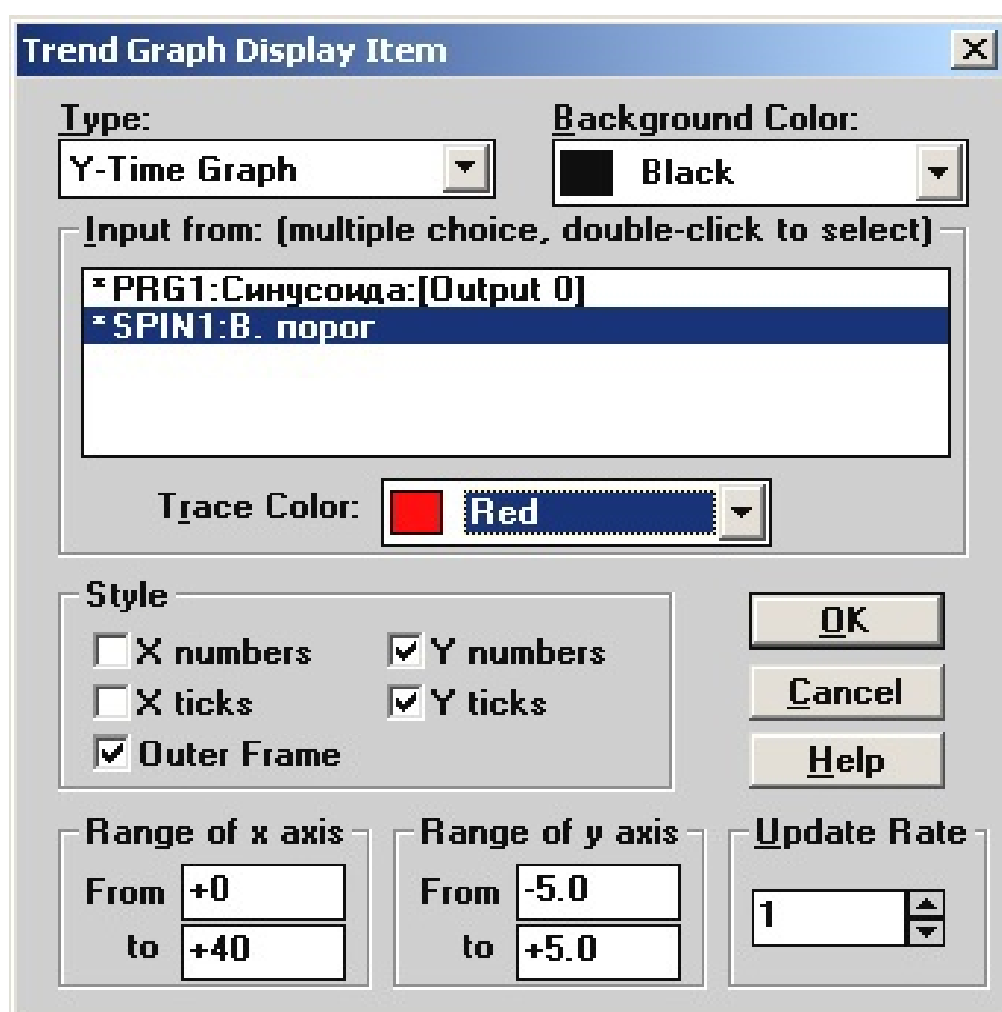 Trend Graph Display Item
Type:
Background Color:
Y-Time Graph
Black
Input from: (multiple choice, double-click to select)
*PRG1:Синусоида:[Output 0]
*SPIN1:В. порог
Trace Color:
Red
Style
X numbers
Y numbers
X ticks
Y ticks
Outer Frame
OK
Cancel
Help
Range of x axis
From +0
to +40
Range of y axis
From -5.0
to +5.0
Update Rate
1